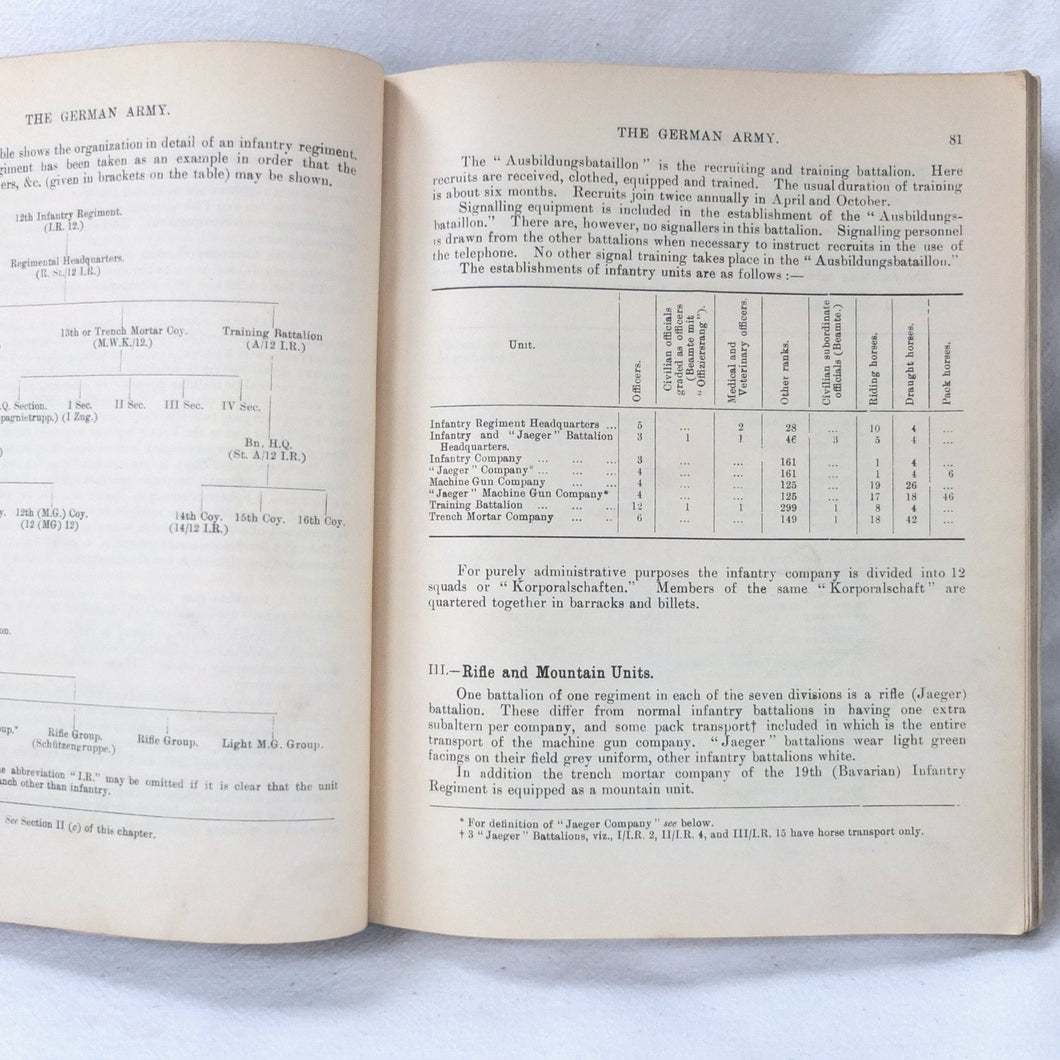 THE GERMAN ARMY.
ble shows the organization in detail of an infantry regiment.
giment has been taken as an example in order that the
ers, &c. (given in brackets on the table) may be shown.
12th Infantry Regiment.
(I.R. 12.)
Regimental Headquarters.
(R. St./12 I.R.)
13th or Trench Mortar Coy.
(M.W.K./12.)
Training Battalion
(A/12 I.R.)
Q. Section. I Sec. II Sec. III Sec. IV Sec.
pagnietrupp.) (I Zug.)
Bn. H.Q.
(St. A/12 I.R.)
y. 12th (M.G.) Coy.
(12 (MG) 12)
14th Coy. 15th Coy. 16th Coy.
(14/12 I.R.)
on.
oup.* Rifle Group. Rifle Group. Light M.G. Group.
(Schützengruppe.)
e abbreviation "I.R." may be omitted if it is clear that the unit
anch other than infantry.
See Section II (c) of this chapter.
THE GERMAN ARMY. 81
The "Ausbildungsbataillon" is the recruiting and training battalion. Here
recruits are received, clothed, equipped and trained. The usual duration of training
is about six months. Recruits join twice annually in April and October.
Signalling equipment is included in the establishment of the "Ausbildungs-
bataillon." There are, however, no signallers in this battalion. Signalling personnel
is drawn from the other battalions when necessary to instruct recruits in the use of
the telephone. No other signal training takes place in the "Ausbildungsbataillon."
The establishments of infantry units are as follows :—
Unit.
Officers.
Civilian officials
graded as officers
(Beamte mit
"Offiziersrang").
Medical and
Veterinary officers.
Other ranks.
Civilian subordinate
officials (Beamte.)
Riding horses.
Draught horses.
Pack horses.
Infantry Regiment Headquarters ... 5 ... 2 28 ... 10 4 ...
Infantry and "Jaeger" Battalion 3 1 1 46 3 5 4 ...
Headquarters.
Infantry Company ... ... ... 3 ... ... 161 ... 1 4 ...
"Jaeger" Company* ... ... ... 4 ... ... 161 ... 1 4 6
Machine Gun Company ... ... 4 ... ... 125 ... 19 26 ...
"Jaeger" Machine Gun Company* 4 ... ... 125 ... 17 18 46
Training Battalion ... ... ... 12 1 1 299 1 8 4 ...
Trench Mortar Company ... .. 6 ... ... 149 1 18 42 ...
For purely administrative purposes the infantry company is divided into 12
squads or "Korporalschaften." Members of the same "Korporalschaft" are
quartered together in barracks and billets.
III.—Rifle and Mountain Units.
One battalion of one regiment in each of the seven divisions is a rifle (Jaeger)
battalion. These differ from normal infantry battalions in having one extra
subaltern per company, and some pack transport† included in which is the entire
transport of the machine gun company. "Jaeger" battalions wear light green
facings on their field grey uniform, other infantry battalions white.
In addition the trench mortar company of the 19th (Bavarian) Infantry
Regiment is equipped as a mountain unit.
* For definition of "Jaeger Company" see below.
† 3 "Jaeger" Battalions, viz., I/I.R. 2, II/I.R. 4, and III/I.R. 15 have horse transport only.